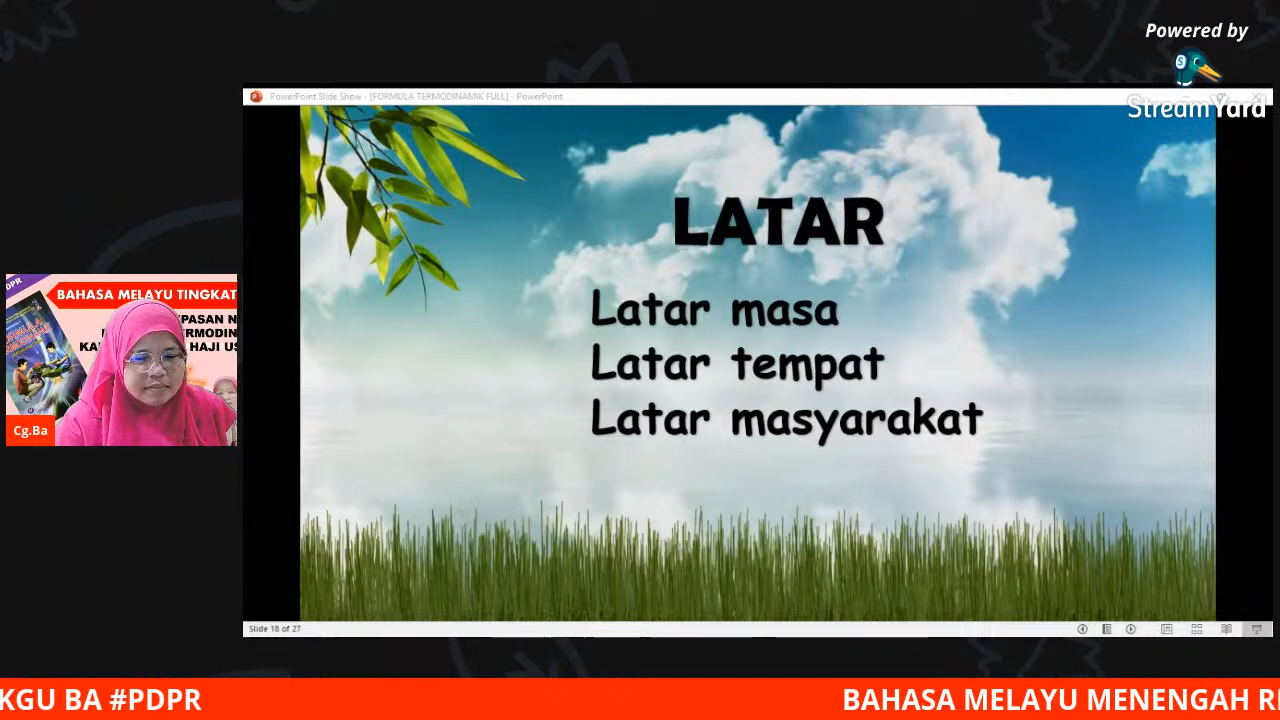 Powered by
StreamYard
PowerPoint Slide Show - [FORMULA TERMODINAMIK FULL] - PowerPoint
LATAR
Latar masa
Latar tempat
Latar masyarakat
BAHASA MELAYU TINGKAT
HAJI
Cg.Ba
Slide 18 of 27
KGU BA #PDPR
BAHASA MELAYU MENENGAH